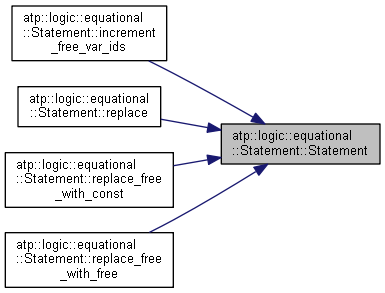 atp::logic::equational
::Statement::increment
_free_var_ids
atp::logic::equational
::Statement::replace
atp::logic::equational
::Statement::Statement
atp::logic::equational
::Statement::replace_free
_with_const
atp::logic::equational
::Statement::replace_free
_with_free